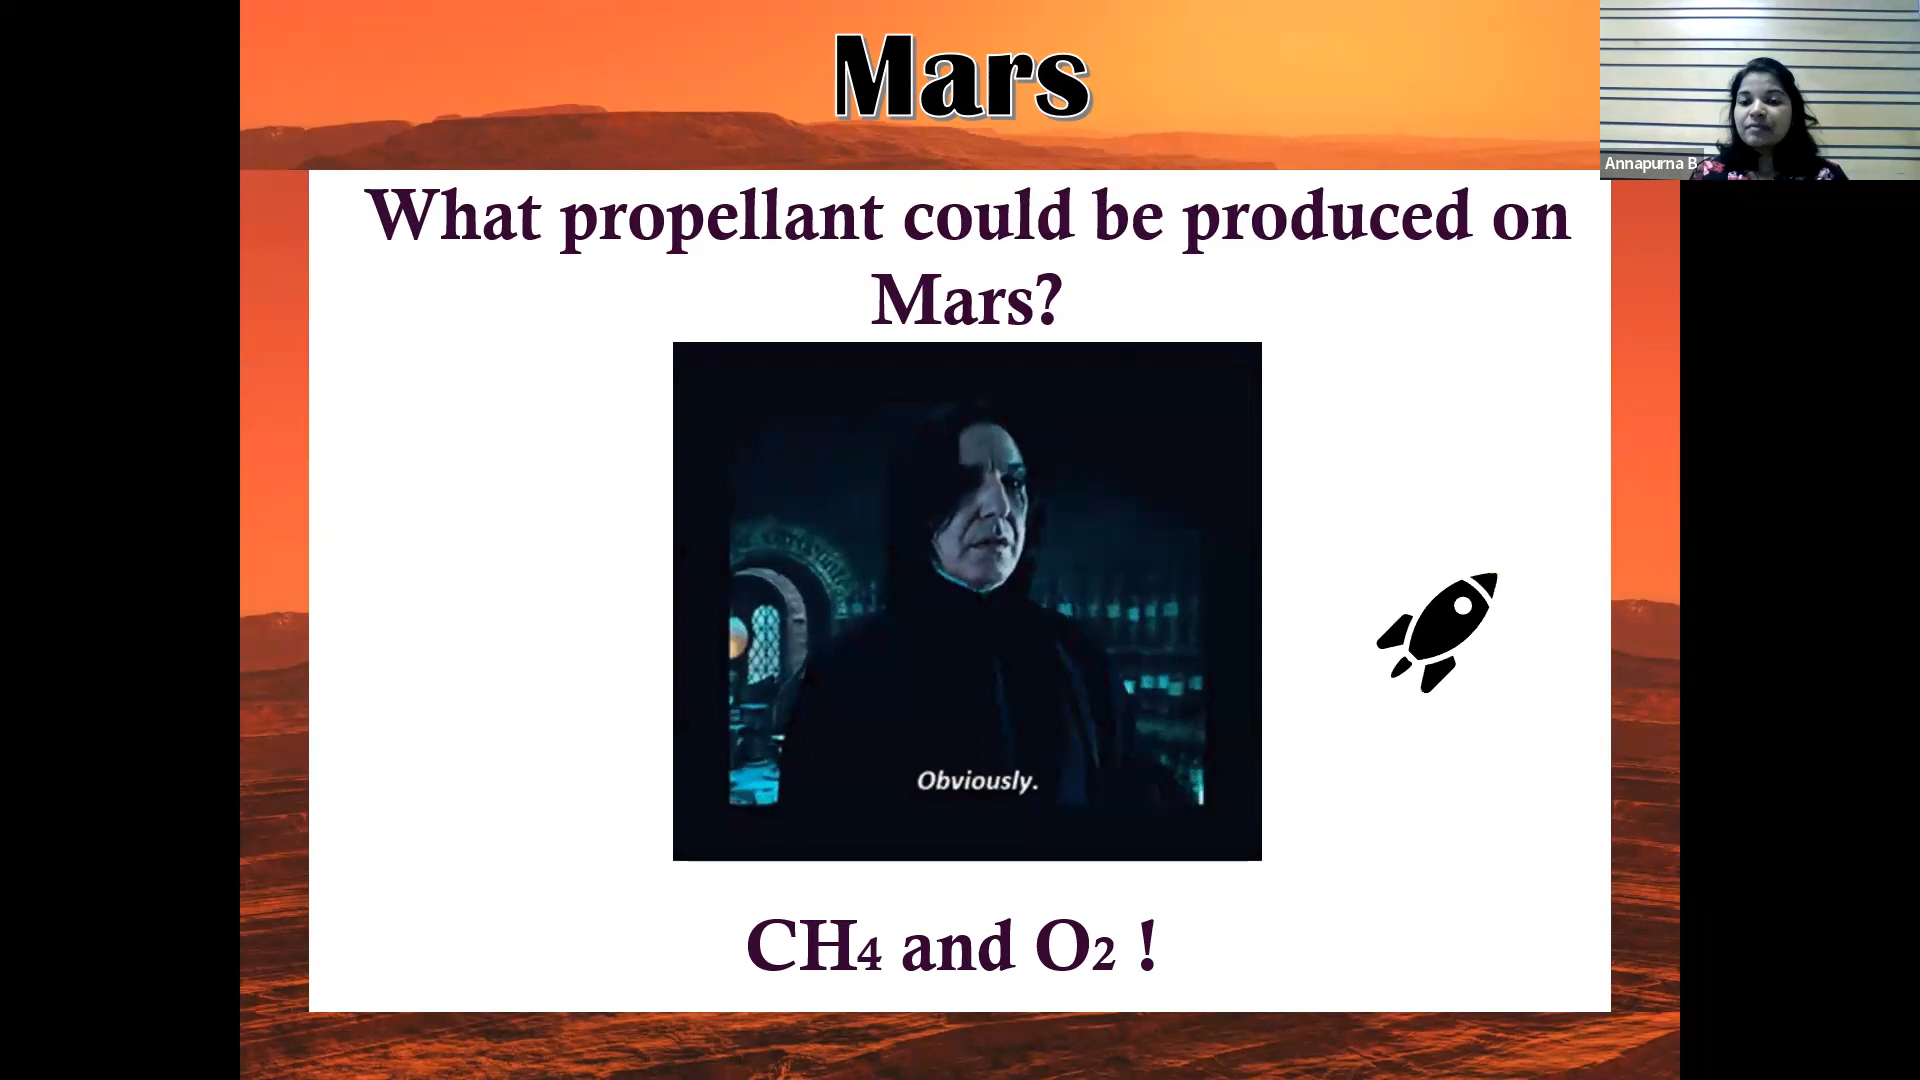 Mars
Annapurna B
What propellant could be produced on
Mars?
Obviously.
CH4 and O2 !